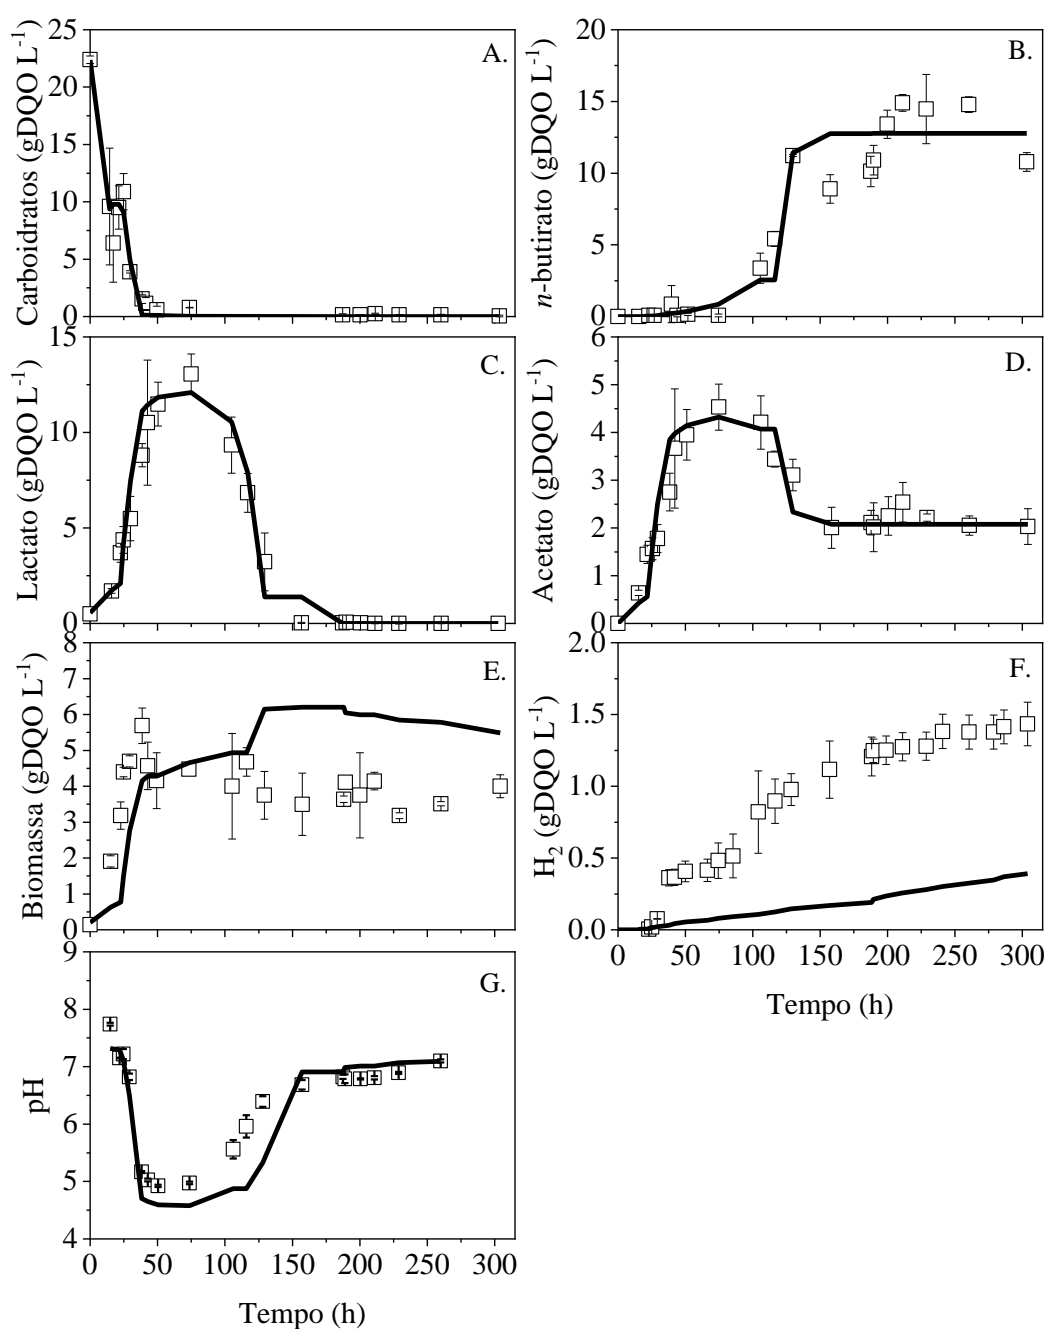 A.
Carboidratos (gDQO L⁻¹)
25
20
15
10
5
0
B.
n-butirato (gDQO L⁻¹)
20
15
10
5
0
C.
Lactato (gDQO L⁻¹)
15
10
5
0
D.
Acetato (gDQO L⁻¹)
6
5
4
3
2
1
0
E.
Biomassa (gDQO L⁻¹)
8
7
6
5
4
3
2
1
0
F.
H₂ (gDQO L⁻¹)
2.0
1.5
1.0
0.5
0.0
0 50 100 150 200 250 300
Tempo (h)
G.
pH
9
8
7
6
5
4
0 50 100 150 200 250 300
Tempo (h)